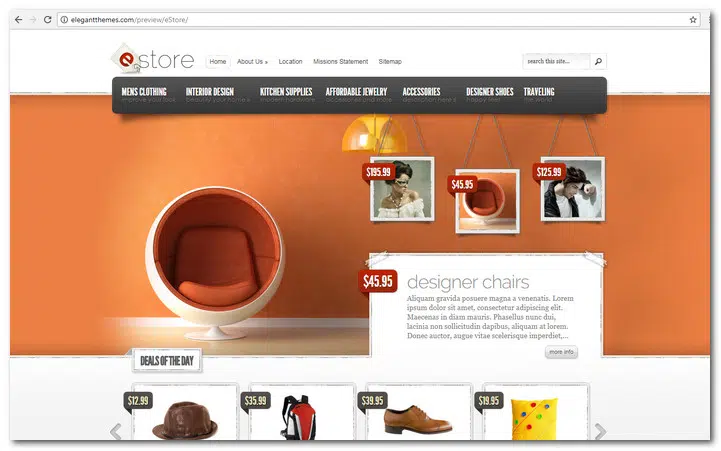 elegantthemes.com/preview/eStore/
estore
Home About Us » Location Missions Statement Sitemap
search this site...
MENS CLOTHING INTERIOR DESIGN KITCHEN SUPPLIES AFFORDABLE JEWELRY ACCESSORIES DESIGNER SHOES TRAVELING
improve your look beautify your home's modern hardware accessories and more description here happy feet the world
$195.99 $45.95 $125.99
$45.95 designer chairs
Aliquam gravida posuere magna a venenatis. Lorem
ipsum dolor sit amet, consectetur adipiscing elit.
Maecenas in diam mauris. Phasellus nunc dui,
lacinia non sollicitudin dapibus, aliquam at lorem.
Donec auctor, augue vitae scelerisque imperdiet,...
more info
DEALS OF THE DAY
$12.99 $35.99 $39.95 $19.95